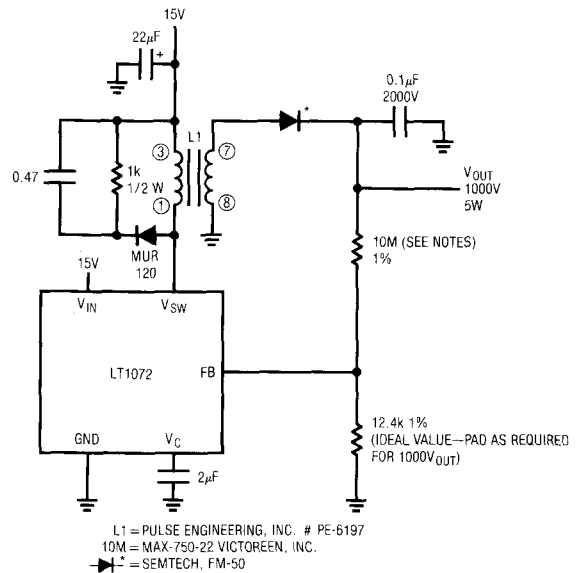 15V
22µF
+
0.1µF
2000V
*
L1
3
7
0.47
1k
1/2 W
1
8
VOUT
1000V
5W
MUR
120
10M (SEE NOTES)
1%
15V
VIN
VSW
LT1072
FB
GND
VC
12.4k 1%
(IDEAL VALUE—PAD AS REQUIRED
FOR 1000VOUT)
2µF
L1 = PULSE ENGINEERING, INC. # PE-6197
10M = MAX-750-22 VICTOREEN, INC.
* = SEMTECH, FM-50